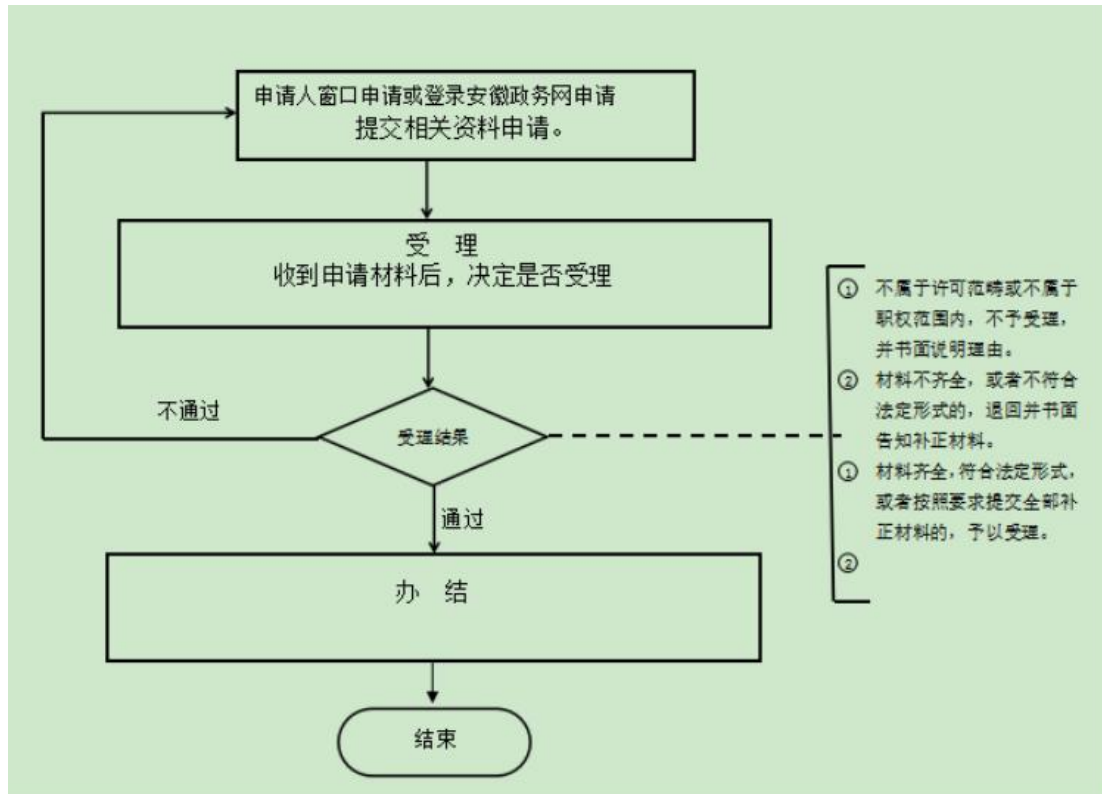 申请人窗口申请或登录安徽政务网申请
提交相关资料申请。
受 理
收到申请材料后，决定是否受理
① 不属于许可范畴或不属于
职权范围内，不予受理，
并书面说明理由。
② 材料不齐全，或者不符合
法定形式的，退回并书面
告知补正材料。
① 材料齐全，符合法定形式，
或者按照要求提交全部补
正材料的，予以受理。
②
不通过
受理结果
通过
办 结
结束